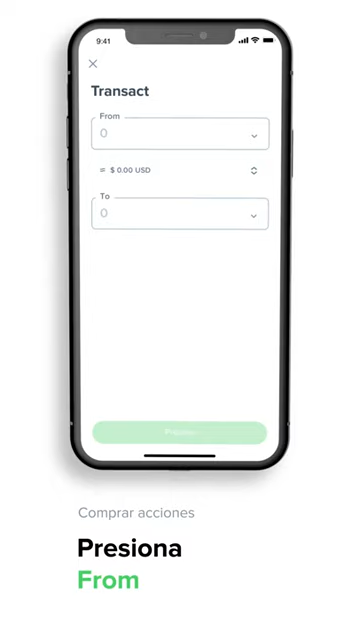 9:41
Transact
From
0
= $ 0.00 USD
To
0
Comprar acciones
Presiona
From